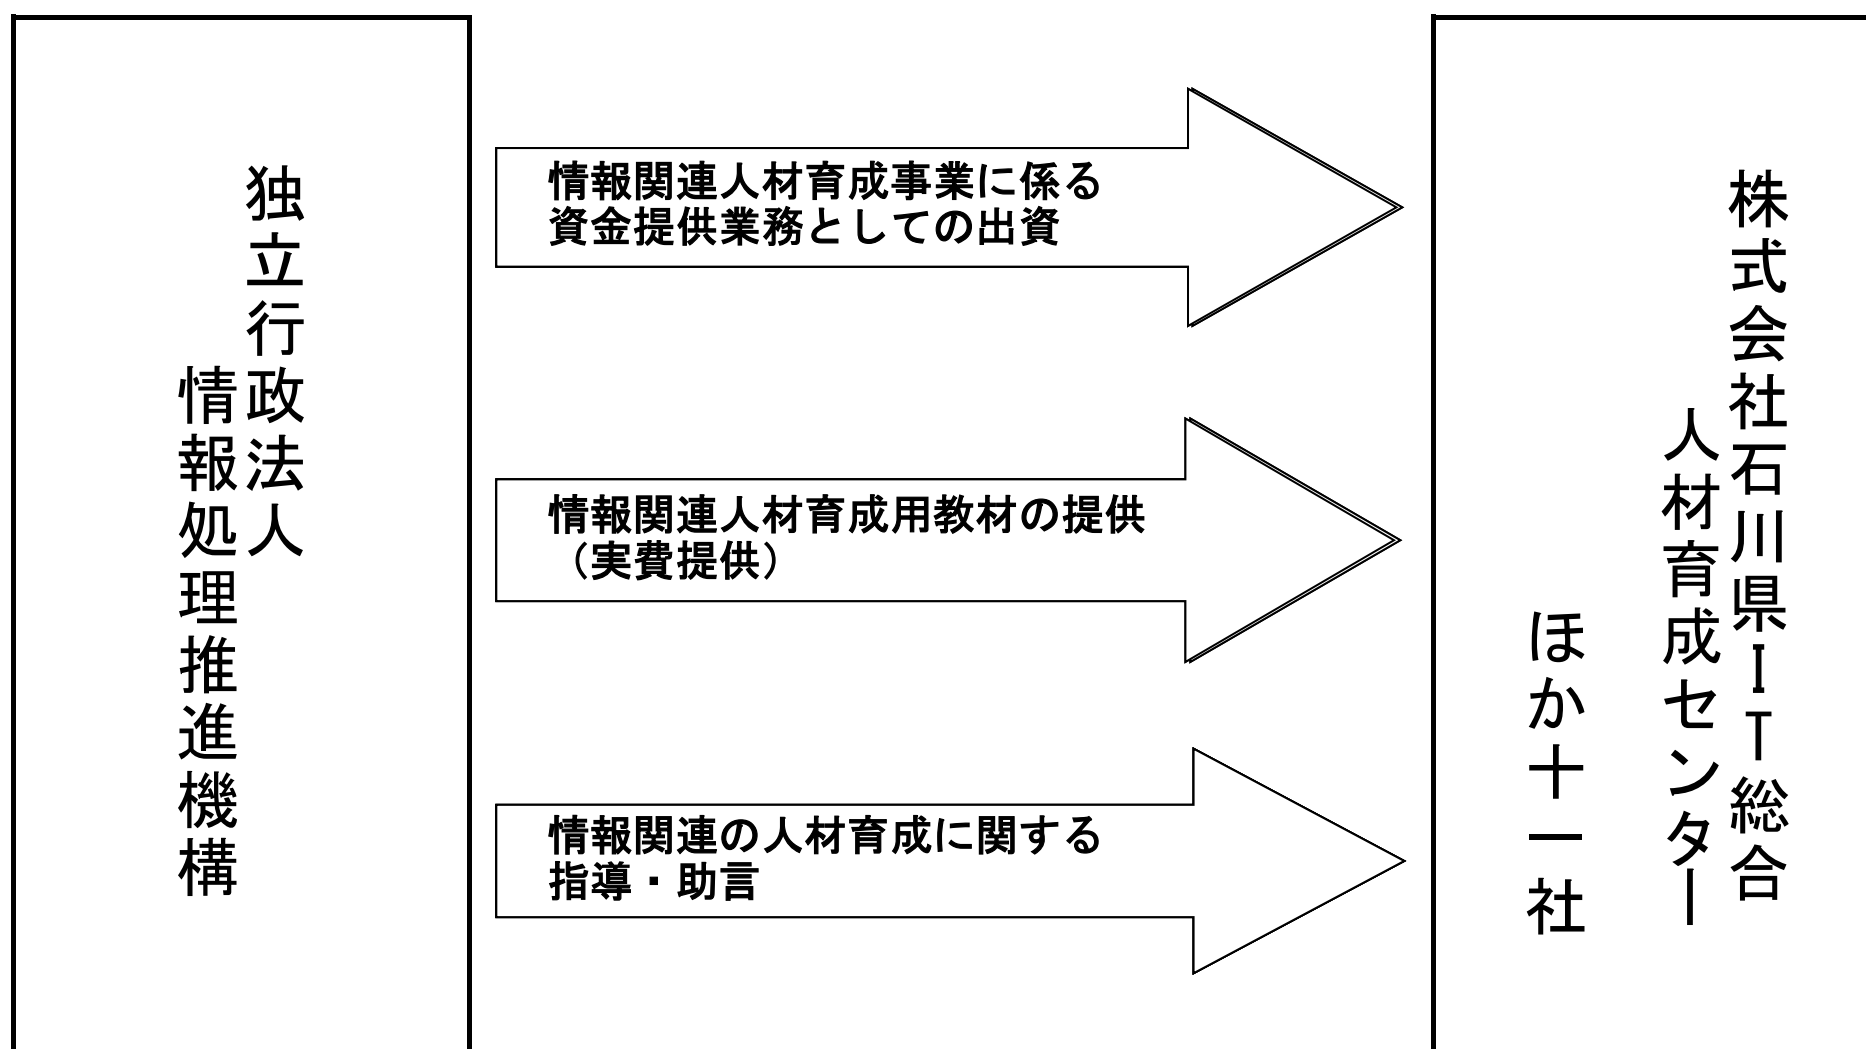 独立行政法人
情報処理推進機構
情報関連人材育成事業に係る
資金提供業務としての出資
情報関連人材育成用教材の提供
（実費提供）
情報関連の人材育成に関する
指導・助言
株式会社石川県ＩＴ総合
人材育成センター
ほか十一社